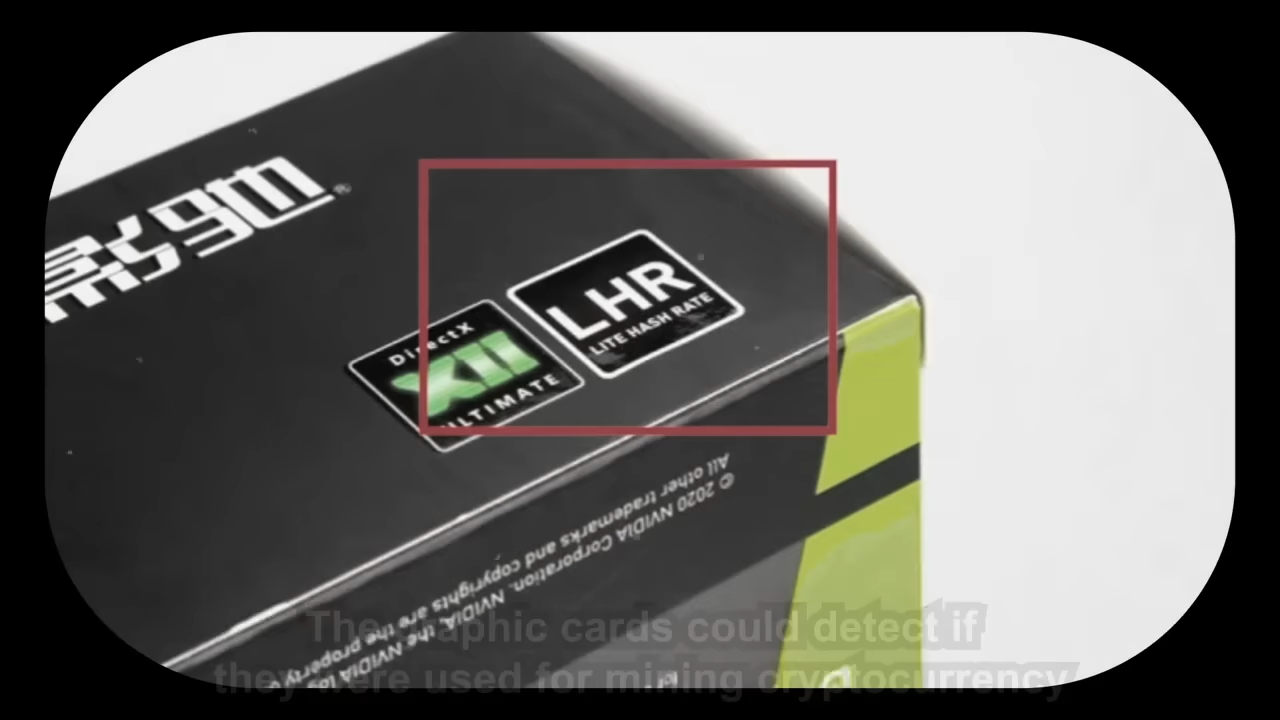 DirectX
XII
ULTIMATE
LHR
LITE HASH RATE
© 2020 NVIDIA Corporation. NVIDIA, the NVIDIA
All other trademarks and copyrights are the property
The graphic cards could detect if
they were used for mining cryptocurrency